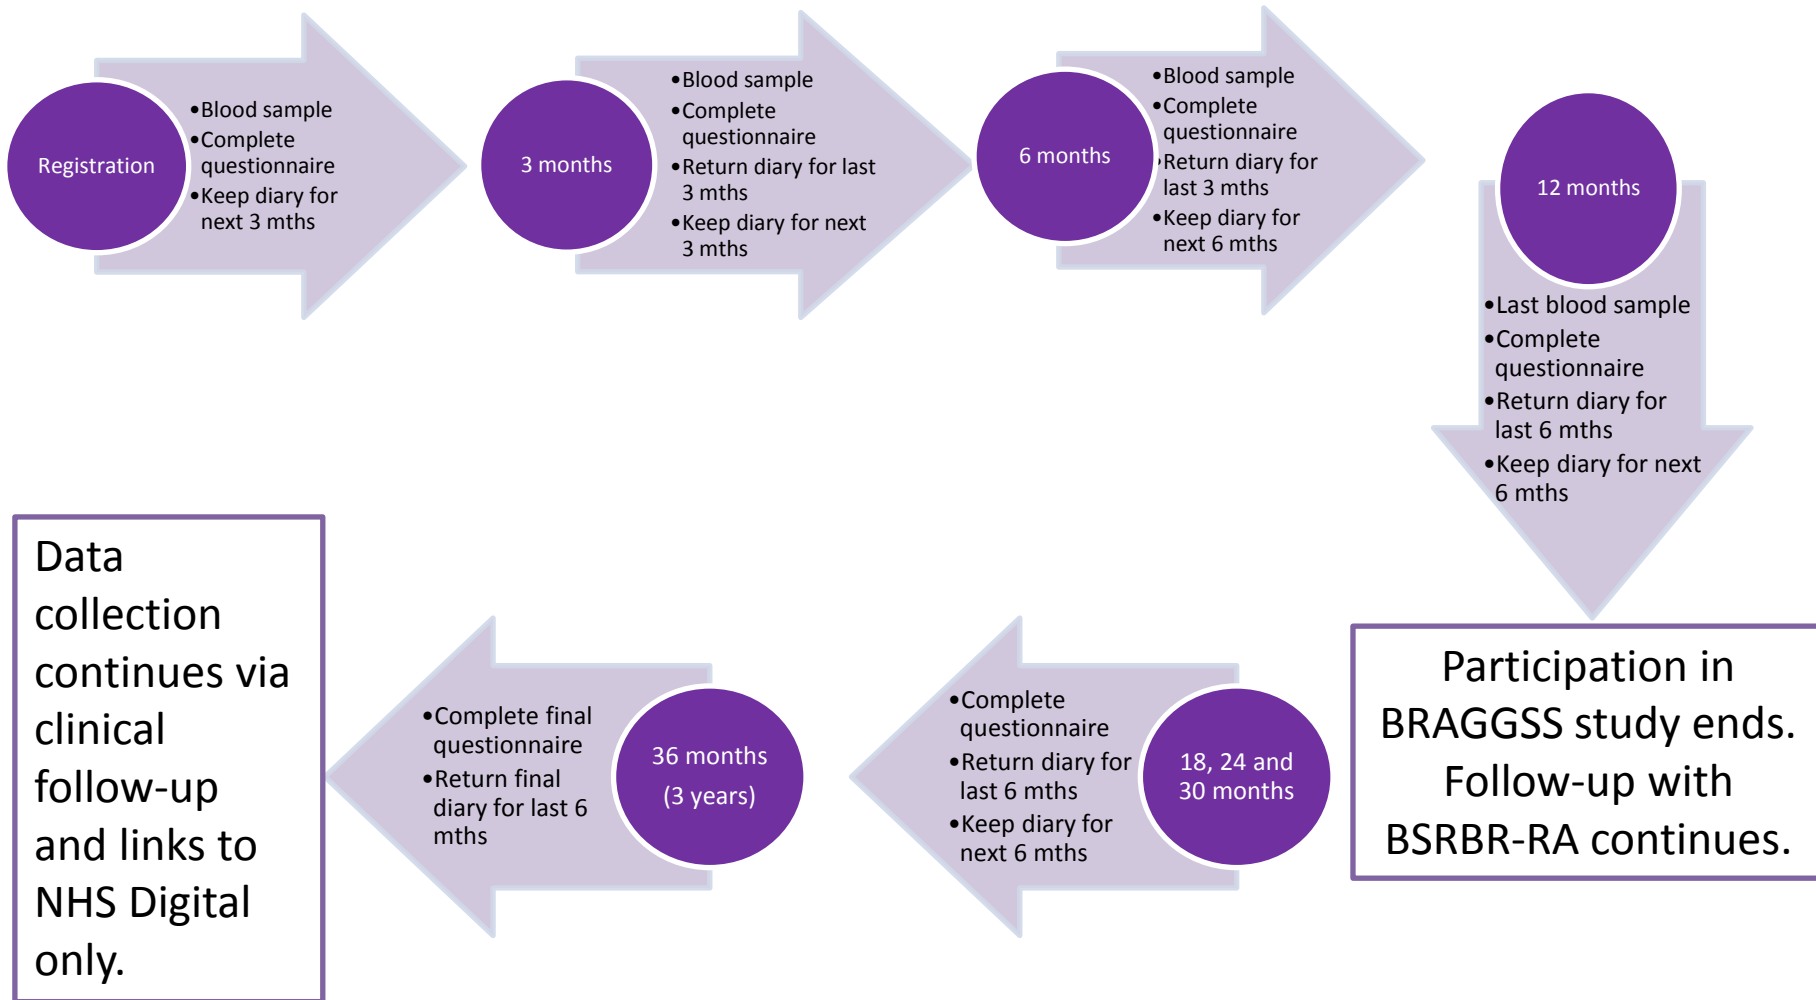 Registration
•Blood sample
•Complete
questionnaire
•Keep diary for
next 3 mths
3 months
•Blood sample
•Complete
questionnaire
•Return diary for last
3 mths
•Keep diary for next
3 mths
6 months
•Blood sample
•Complete
questionnaire
•Return diary for
last 3 mths
•Keep diary for
next 6 mths
12 months
•Last blood sample
•Complete
questionnaire
•Return diary for
last 6 mths
•Keep diary for next
6 mths
Participation in
BRAGGSS study ends.
Follow-up with
BSRBR-RA continues.
18, 24 and
30 months
•Complete
questionnaire
•Return diary for
last 6 mths
•Keep diary for
next 6 mths
36 months
(3 years)
•Complete final
questionnaire
•Return final
diary for last 6
mths
Data
collection
continues via
clinical
follow-up
and links to
NHS Digital
only.